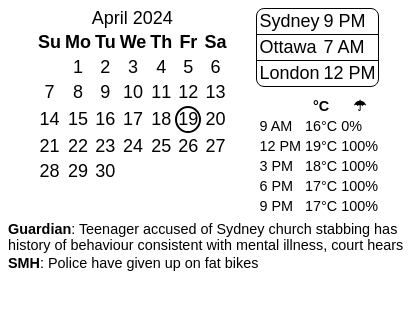 April 2024
Su Mo Tu We Th Fr Sa
1 2 3 4 5 6
7 8 9 10 11 12 13
14 15 16 17 18 19 20
21 22 23 24 25 26 27
28 29 30
Sydney 9 PM
Ottawa 7 AM
London 12 PM
°C ☂
9 AM 16°C 0%
12 PM 19°C 100%
3 PM 18°C 100%
6 PM 17°C 100%
9 PM 17°C 100%
Guardian: Teenager accused of Sydney church stabbing has
history of behaviour consistent with mental illness, court hears
SMH: Police have given up on fat bikes